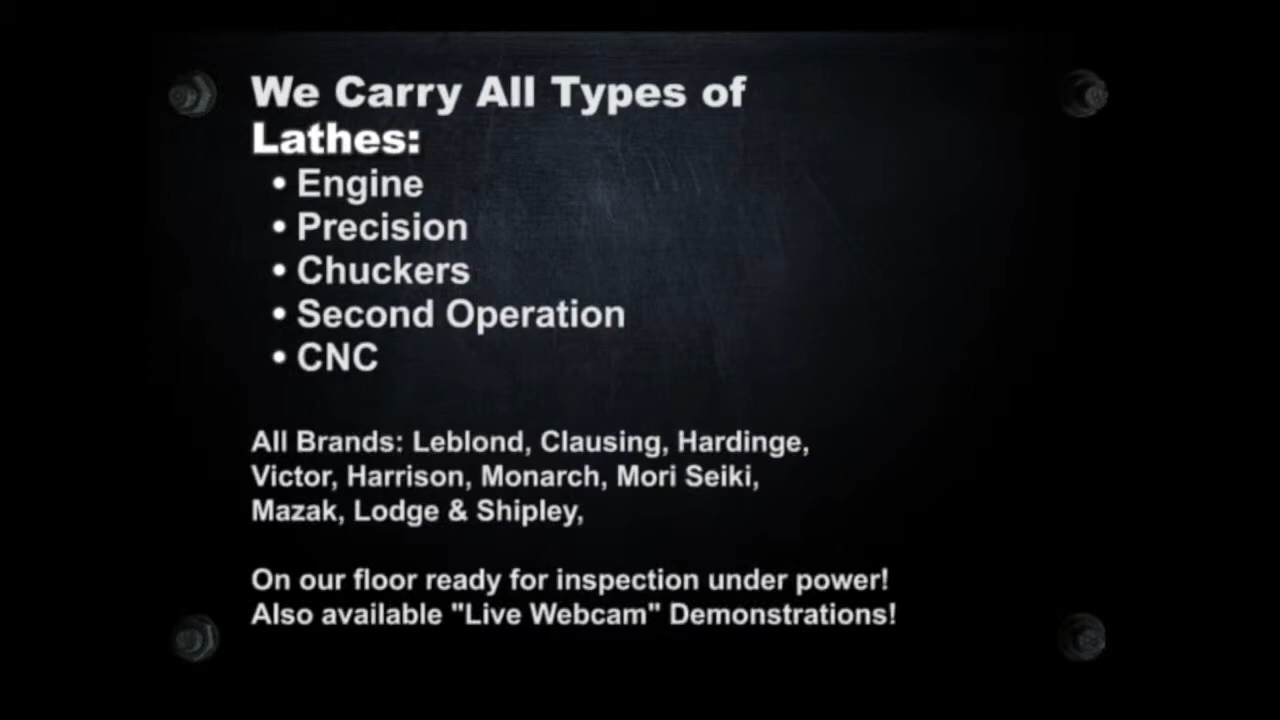 We Carry All Types of
Lathes:
• Engine
• Precision
• Chuckers
• Second Operation
• CNC
All Brands: Leblond, Clausing, Hardinge,
Victor, Harrison, Monarch, Mori Seiki,
Mazak, Lodge & Shipley,
On our floor ready for inspection under power!
Also available "Live Webcam" Demonstrations!